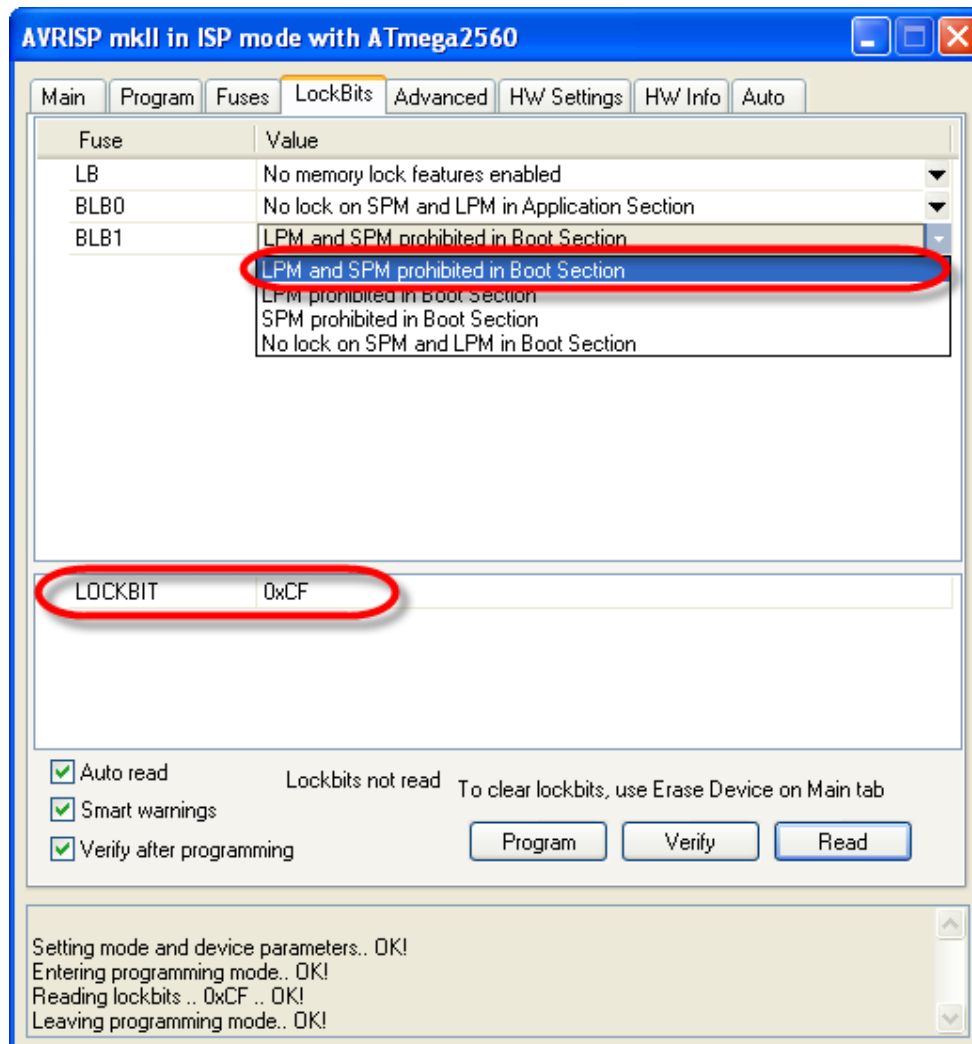 AVRISP mkII in ISP mode with ATmega2560
Main Program Fuses LockBits Advanced HW Settings HW Info Auto
Fuse Value
LB No memory lock features enabled
BLB0 No lock on SPM and LPM in Application Section
BLB1 LPM and SPM prohibited in Boot Section
LPM and SPM prohibited in Boot Section
LPM prohibited in Boot Section
SPM prohibited in Boot Section
No lock on SPM and LPM in Boot Section
LOCKBIT 0xCF
Auto read
Lockbits not read
To clear lockbits, use Erase Device on Main tab
Smart warnings
Verify after programming
Program Verify Read
Setting mode and device parameters.. OK!
Entering programming mode.. OK!
Reading lockbits .. 0xCF .. OK!
Leaving programming mode.. OK!